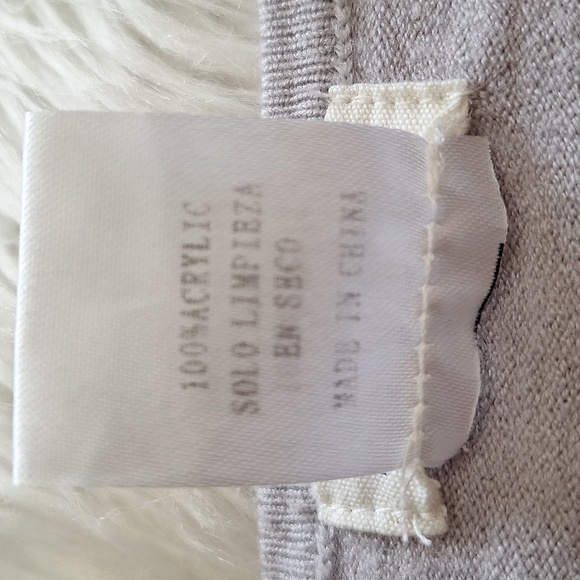 100%ACRYLIC
SOLO LIMPIEZA
EN SECO
MADE IN CHINA